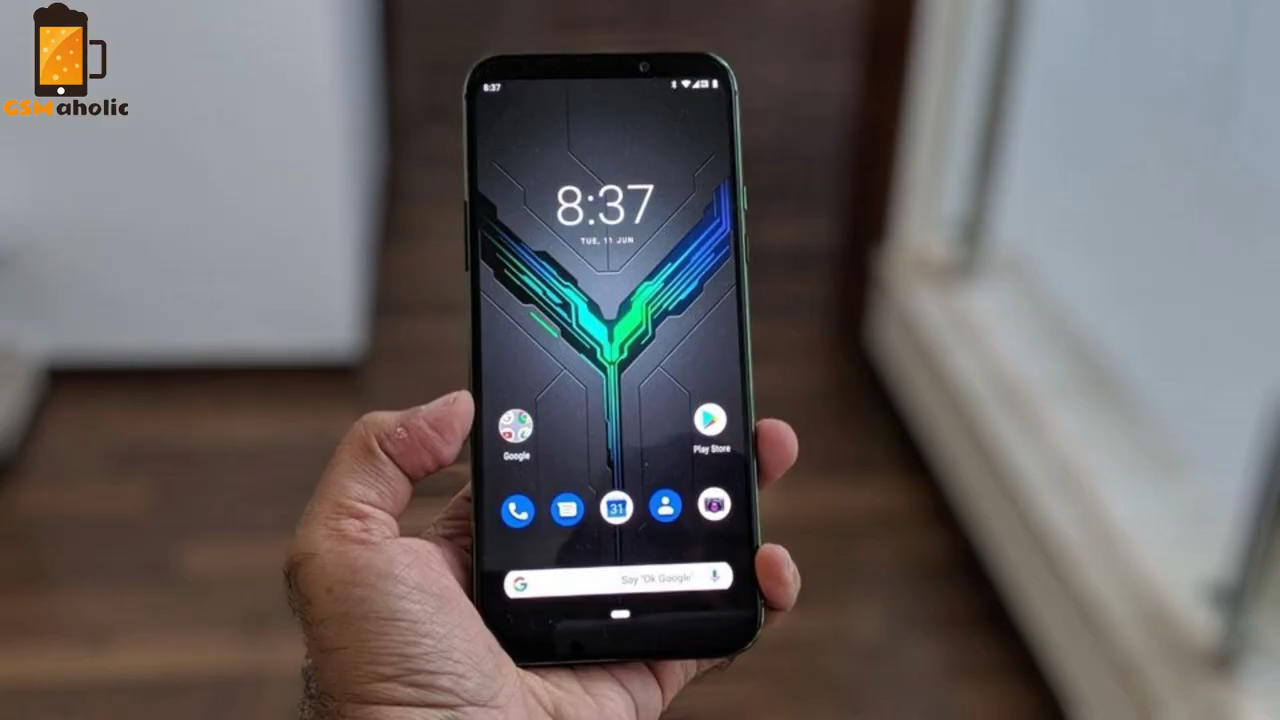 GSMaholic
8:37
8:37
TUE, 11 JUN
Google
Play Store
31
G
Say "Ok Google"